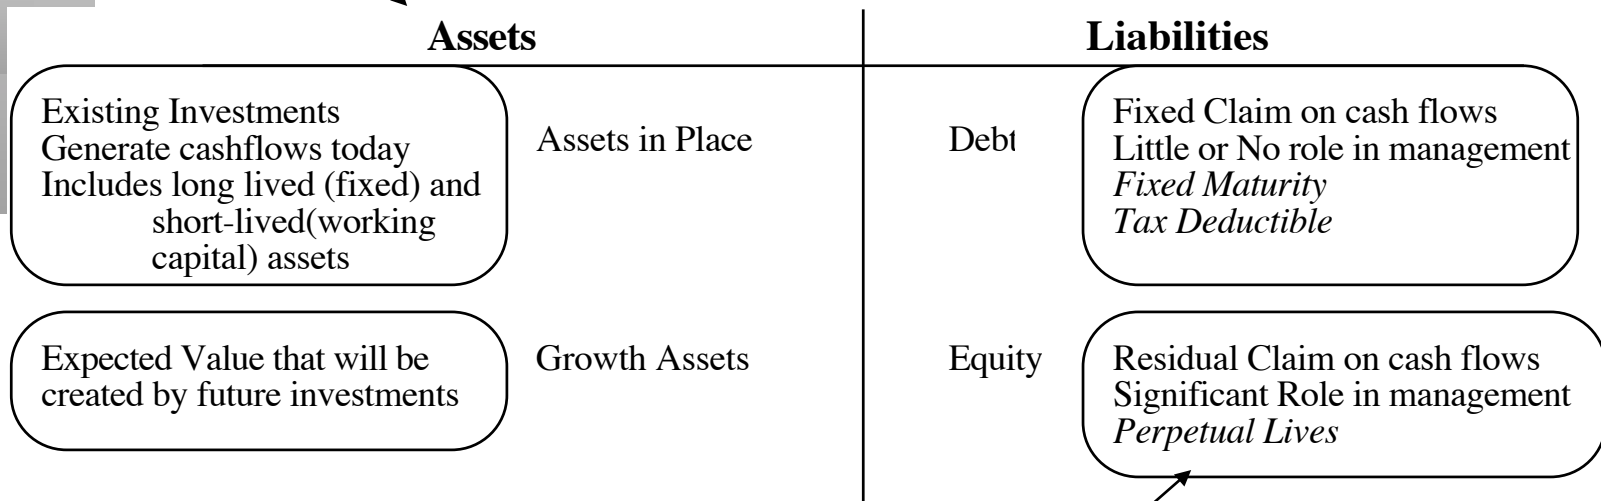 Assets
Liabilities
Existing Investments
Generate cashflows today
Includes long lived (fixed) and
short-lived(working
capital) assets
Assets in Place
Debt
Fixed Claim on cash flows
Little or No role in management
Fixed Maturity
Tax Deductible
Expected Value that will be
created by future investments
Growth Assets
Equity
Residual Claim on cash flows
Significant Role in management
Perpetual Lives